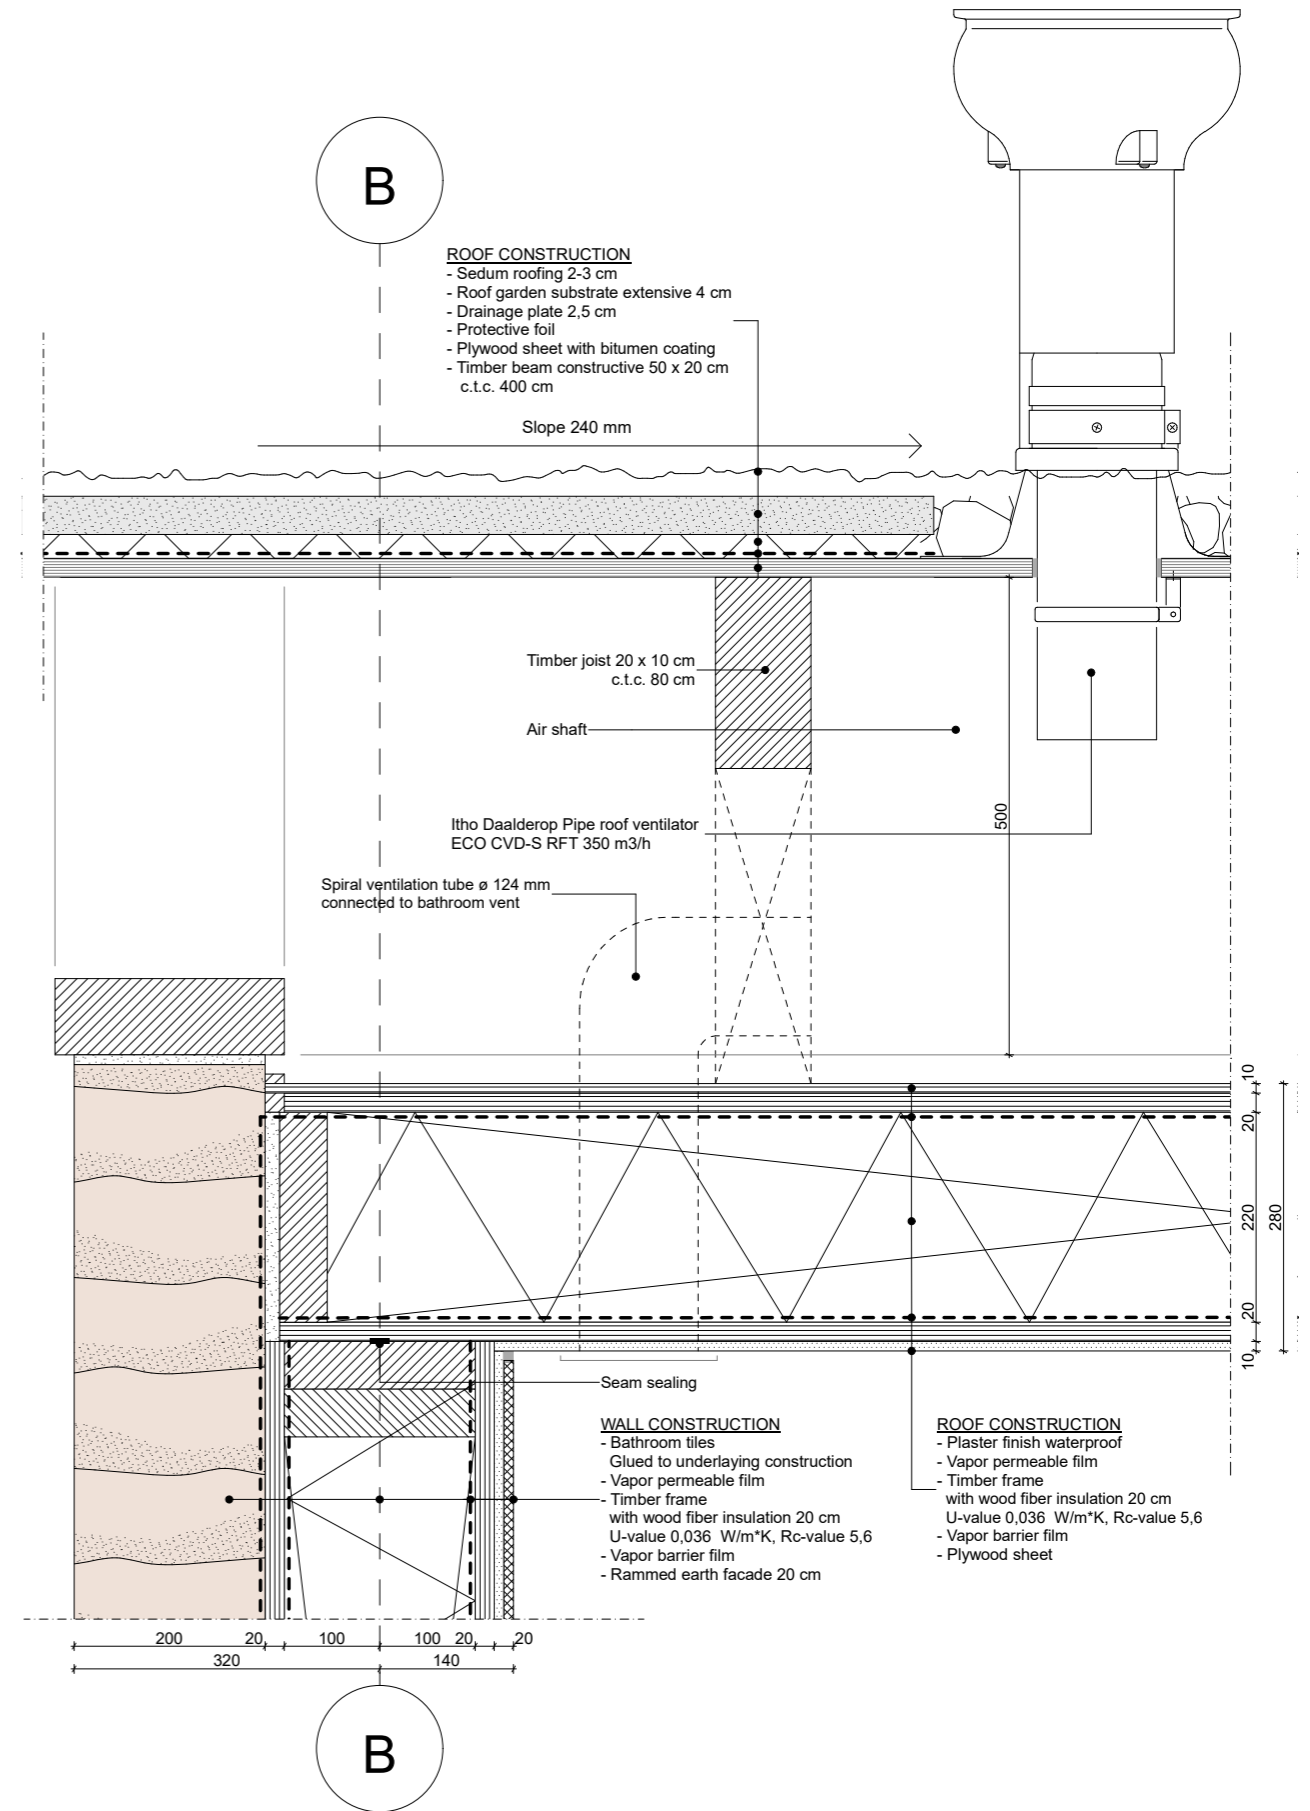 B
ROOF CONSTRUCTION
- Sedum roofing 2-3 cm
- Roof garden substrate extensive 4 cm
- Drainage plate 2,5 cm
- Protective foil
- Plywood sheet with bitumen coating
- Timber beam constructive 50 x 20 cm
c.t.c. 400 cm
Slope 240 mm
Timber joist 20 x 10 cm
c.t.c. 80 cm
Air shaft
500
Itho Daalderop Pipe roof ventilator
ECO CVD-S RFT 350 m3/h
Spiral ventilation tube ø 124 mm
connected to bathroom vent
10
20
220
280
20
10
Seam sealing
WALL CONSTRUCTION
- Bathroom tiles
Glued to underlaying construction
- Vapor permeable film
- Timber frame
with wood fiber insulation 20 cm
U-value 0,036 W/m*K, Rc-value 5,6
- Vapor barrier film
- Rammed earth facade 20 cm
ROOF CONSTRUCTION
- Plaster finish waterproof
- Vapor permeable film
- Timber frame
with wood fiber insulation 20 cm
U-value 0,036 W/m*K, Rc-value 5,6
- Vapor barrier film
- Plywood sheet
200 20 100 100 20 20
320 140
B